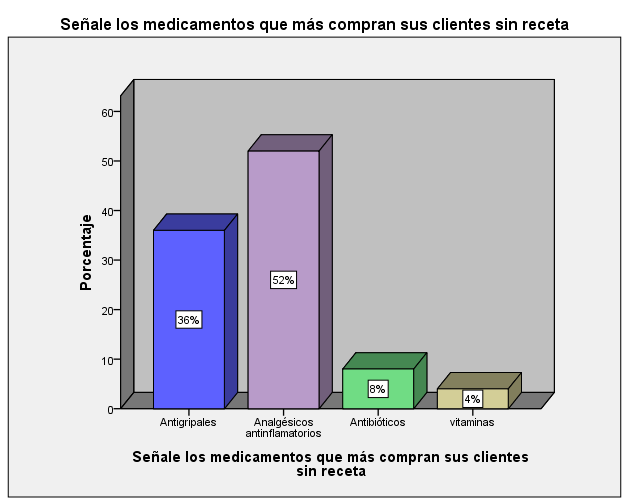 Señale los medicamentos que más compran sus clientes sin receta
Porcentaje
60
50
40
30
20
10
0
36%
52%
8%
4%
Antigripales
Analgésicos
antinflamatorios
Antibióticos
vitaminas
Señale los medicamentos que más compran sus clientes
sin receta